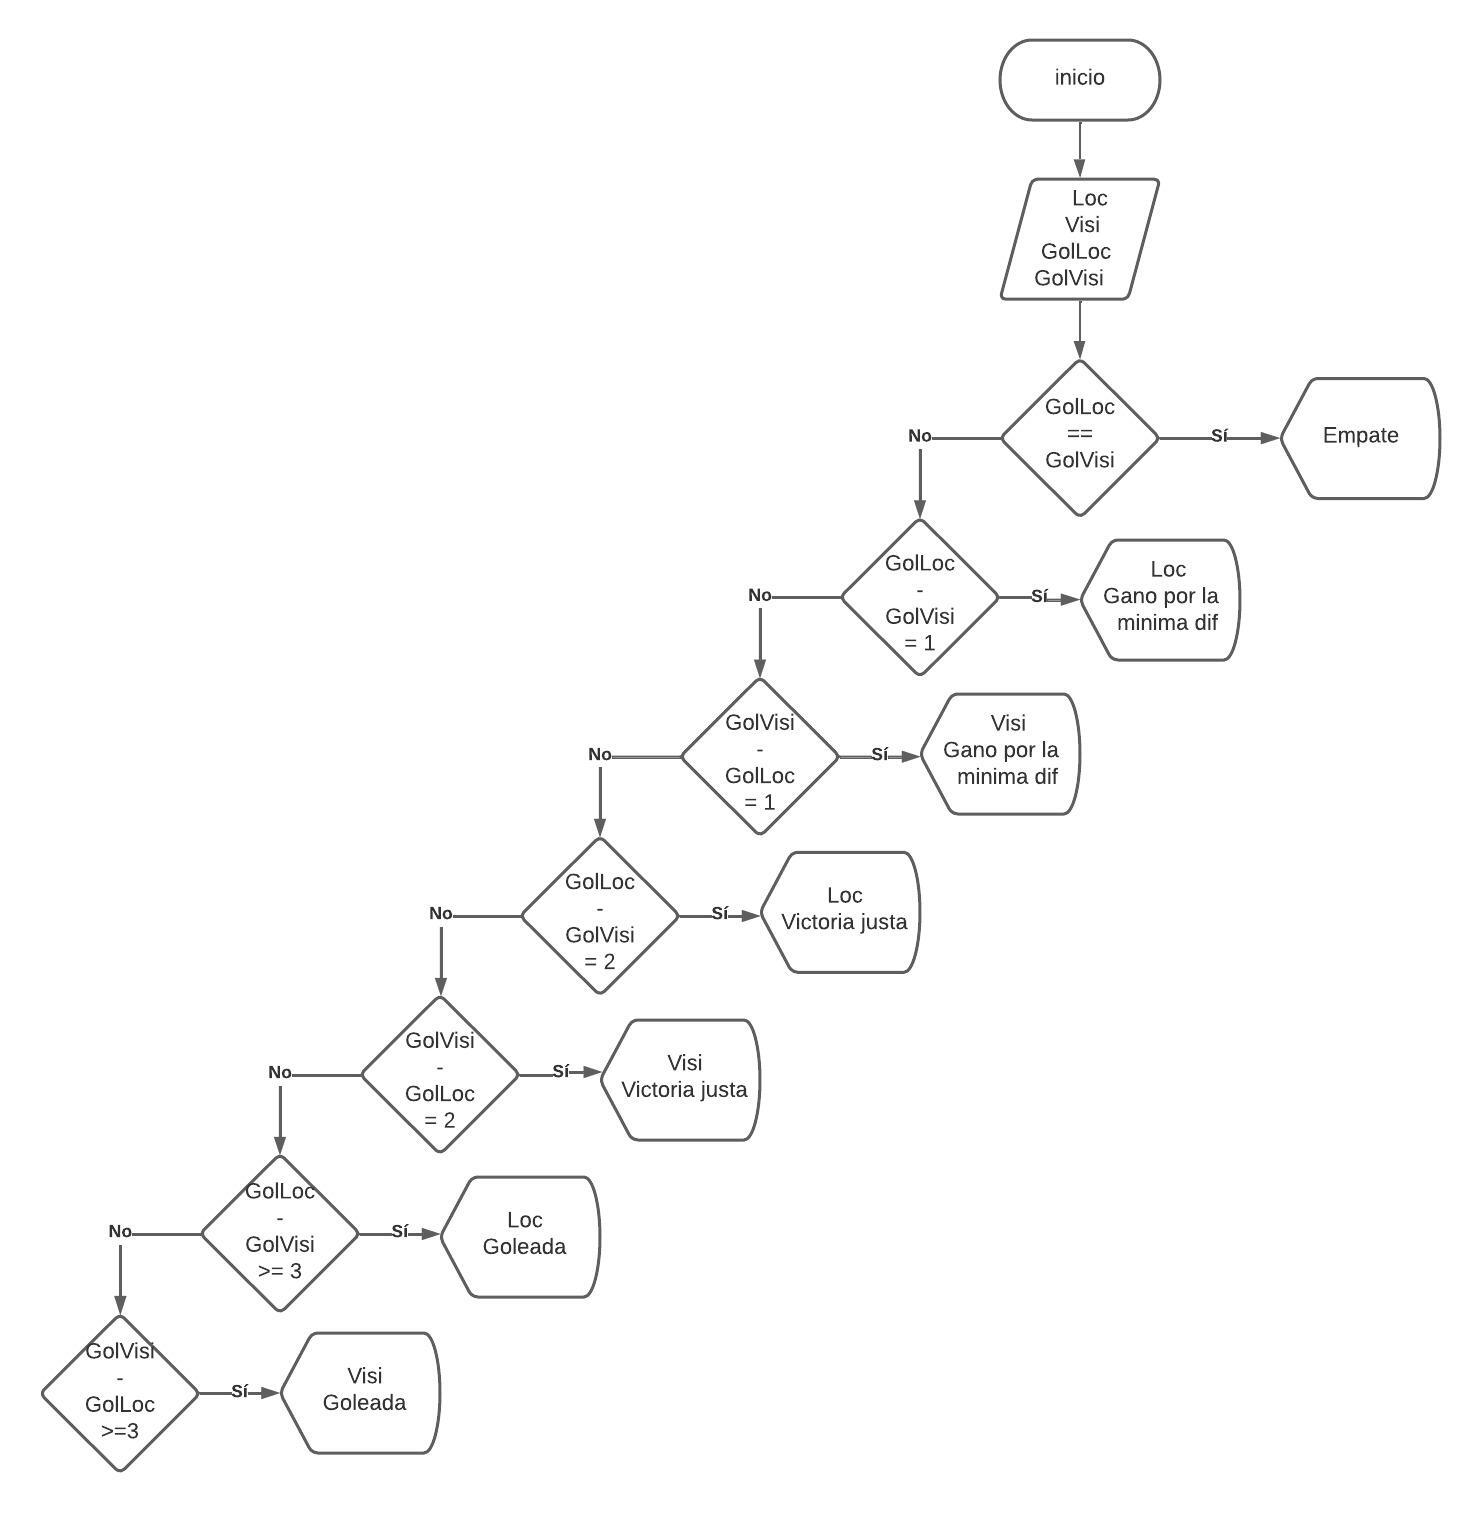 inicio
Loc
Visi
GolLoc
GolVisi
GolLoc
==
GolVisi
No
Sí
Empate
GolLoc
-
GolVisi
= 1
No
Sí
Loc
Gano por la
minima dif
GolVisi
-
GolLoc
= 1
No
Sí
Visi
Gano por la
minima dif
GolLoc
-
GolVisi
= 2
No
Sí
Loc
Victoria justa
GolVisi
-
GolLoc
= 2
No
Sí
Visi
Victoria justa
GolLoc
-
GolVisi
>= 3
No
Sí
Loc
Goleada
GolVisi
-
GolLoc
>=3
Sí
Visi
Goleada